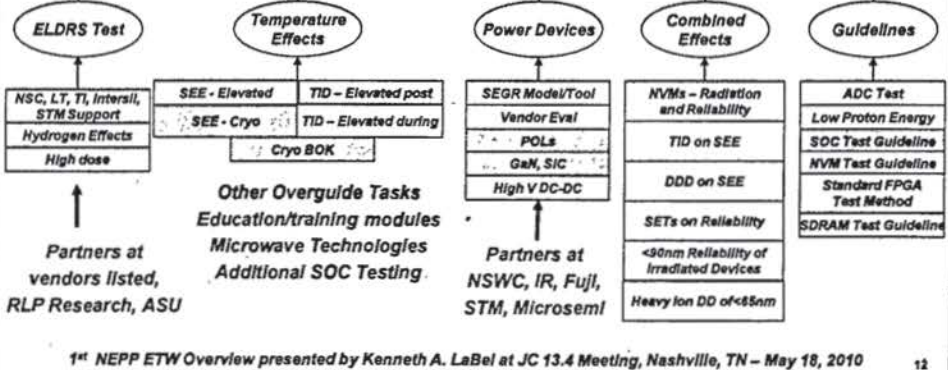 ELDRS Test
NSC, LT, TI, Intersil,
STM Support
Hydrogen Effects
High dose
Partners at
vendors listed,
RLP Research, ASU
Temperature
Effects
SEE - Elevated
TID – Elevated post
SEE - Cryo
TID – Elevated during
Cryo BOK
Other Overguide Tasks
Education/training modules
Microwave Technologies
Additional SOC Testing
Power Devices
SEGR Model/Tool
Vendor Eval
POLs
GaN, SiC
High V DC-DC
Partners at
NSWC, IR, Fuji,
STM, Microsemi
Combined
Effects
NVMs – Radiation
and Reliability
TID on SEE
DDD on SEE
SETs on Reliability
<90nm Reliability of
Irradiated Devices
Heavy Ion DD of <65nm
Guidelines
ADC Test
Low Proton Energy
SOC Test Guideline
NVM Test Guideline
Standard FPGA
Test Method
SDRAM Test Guideline
1st NEPP ETW Overview presented by Kenneth A. LaBel at JC 13.4 Meeting, Nashville, TN – May 18, 2010
12